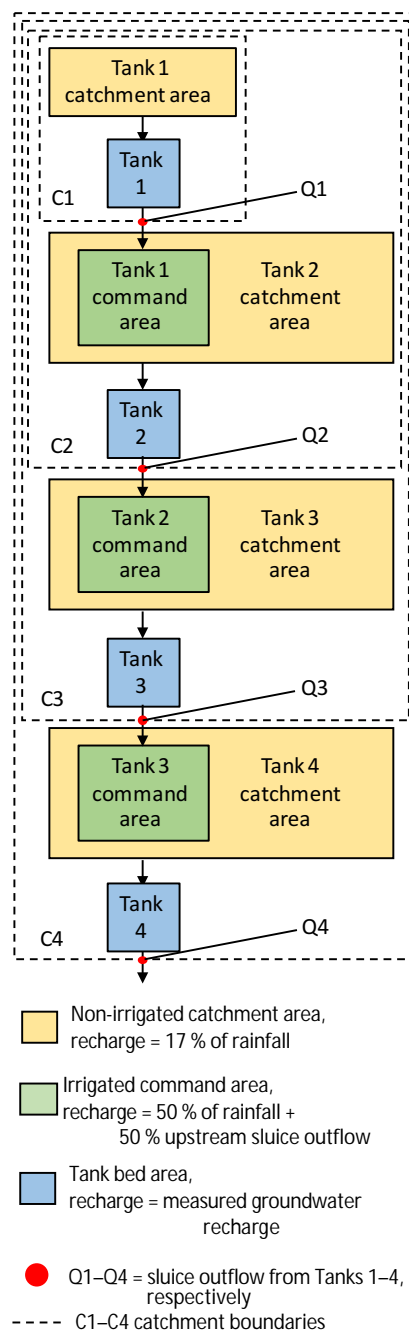 Tank 1
catchment area
Tank
1
C1
Q1
Tank 1
command
area
Tank 2
catchment
area
Tank
2
C2
Q2
Tank 2
command
area
Tank 3
catchment
area
Tank
3
C3
Q3
Tank 3
command
area
Tank 4
catchment
area
Tank
4
C4
Q4
Non-irrigated catchment area,
recharge = 17 % of rainfall
Irrigated command area,
recharge = 50 % of rainfall +
50 % upstream sluice outflow
Tank bed area,
recharge = measured groundwater
recharge
Q1–Q4 = sluice outflow from Tanks 1–4,
respectively
C1–C4 catchment boundaries